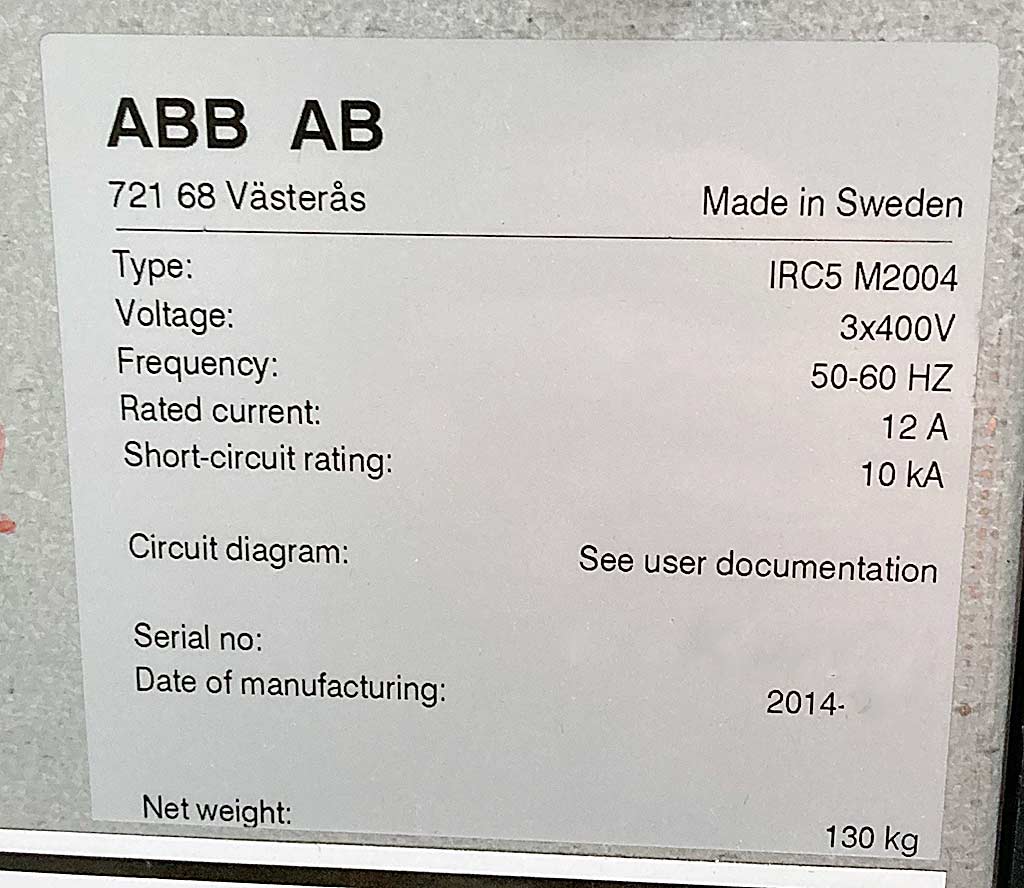 ABB AB
721 68 Västerås Made in Sweden
Type: IRC5 M2004
Voltage: 3x400V
Frequency: 50-60 HZ
Rated current: 12 A
Short-circuit rating: 10 kA
Circuit diagram: See user documentation
Serial no:
Date of manufacturing: 2014-
Net weight: 130 kg